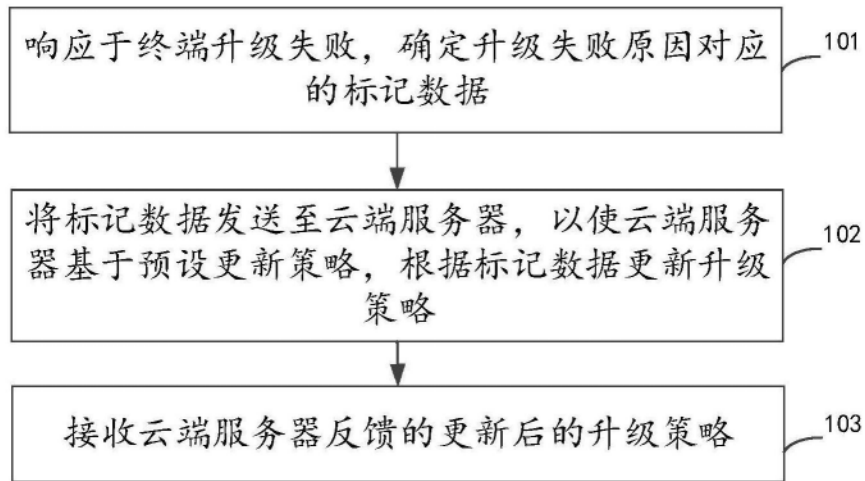 响应于终端升级失败，确定升级失败原因对应
的标记数据
101
将标记数据发送至云端服务器，以使云端服务
器基于预设更新策略，根据标记数据更新升级
策略
102
接收云端服务器反馈的更新后的升级策略
103